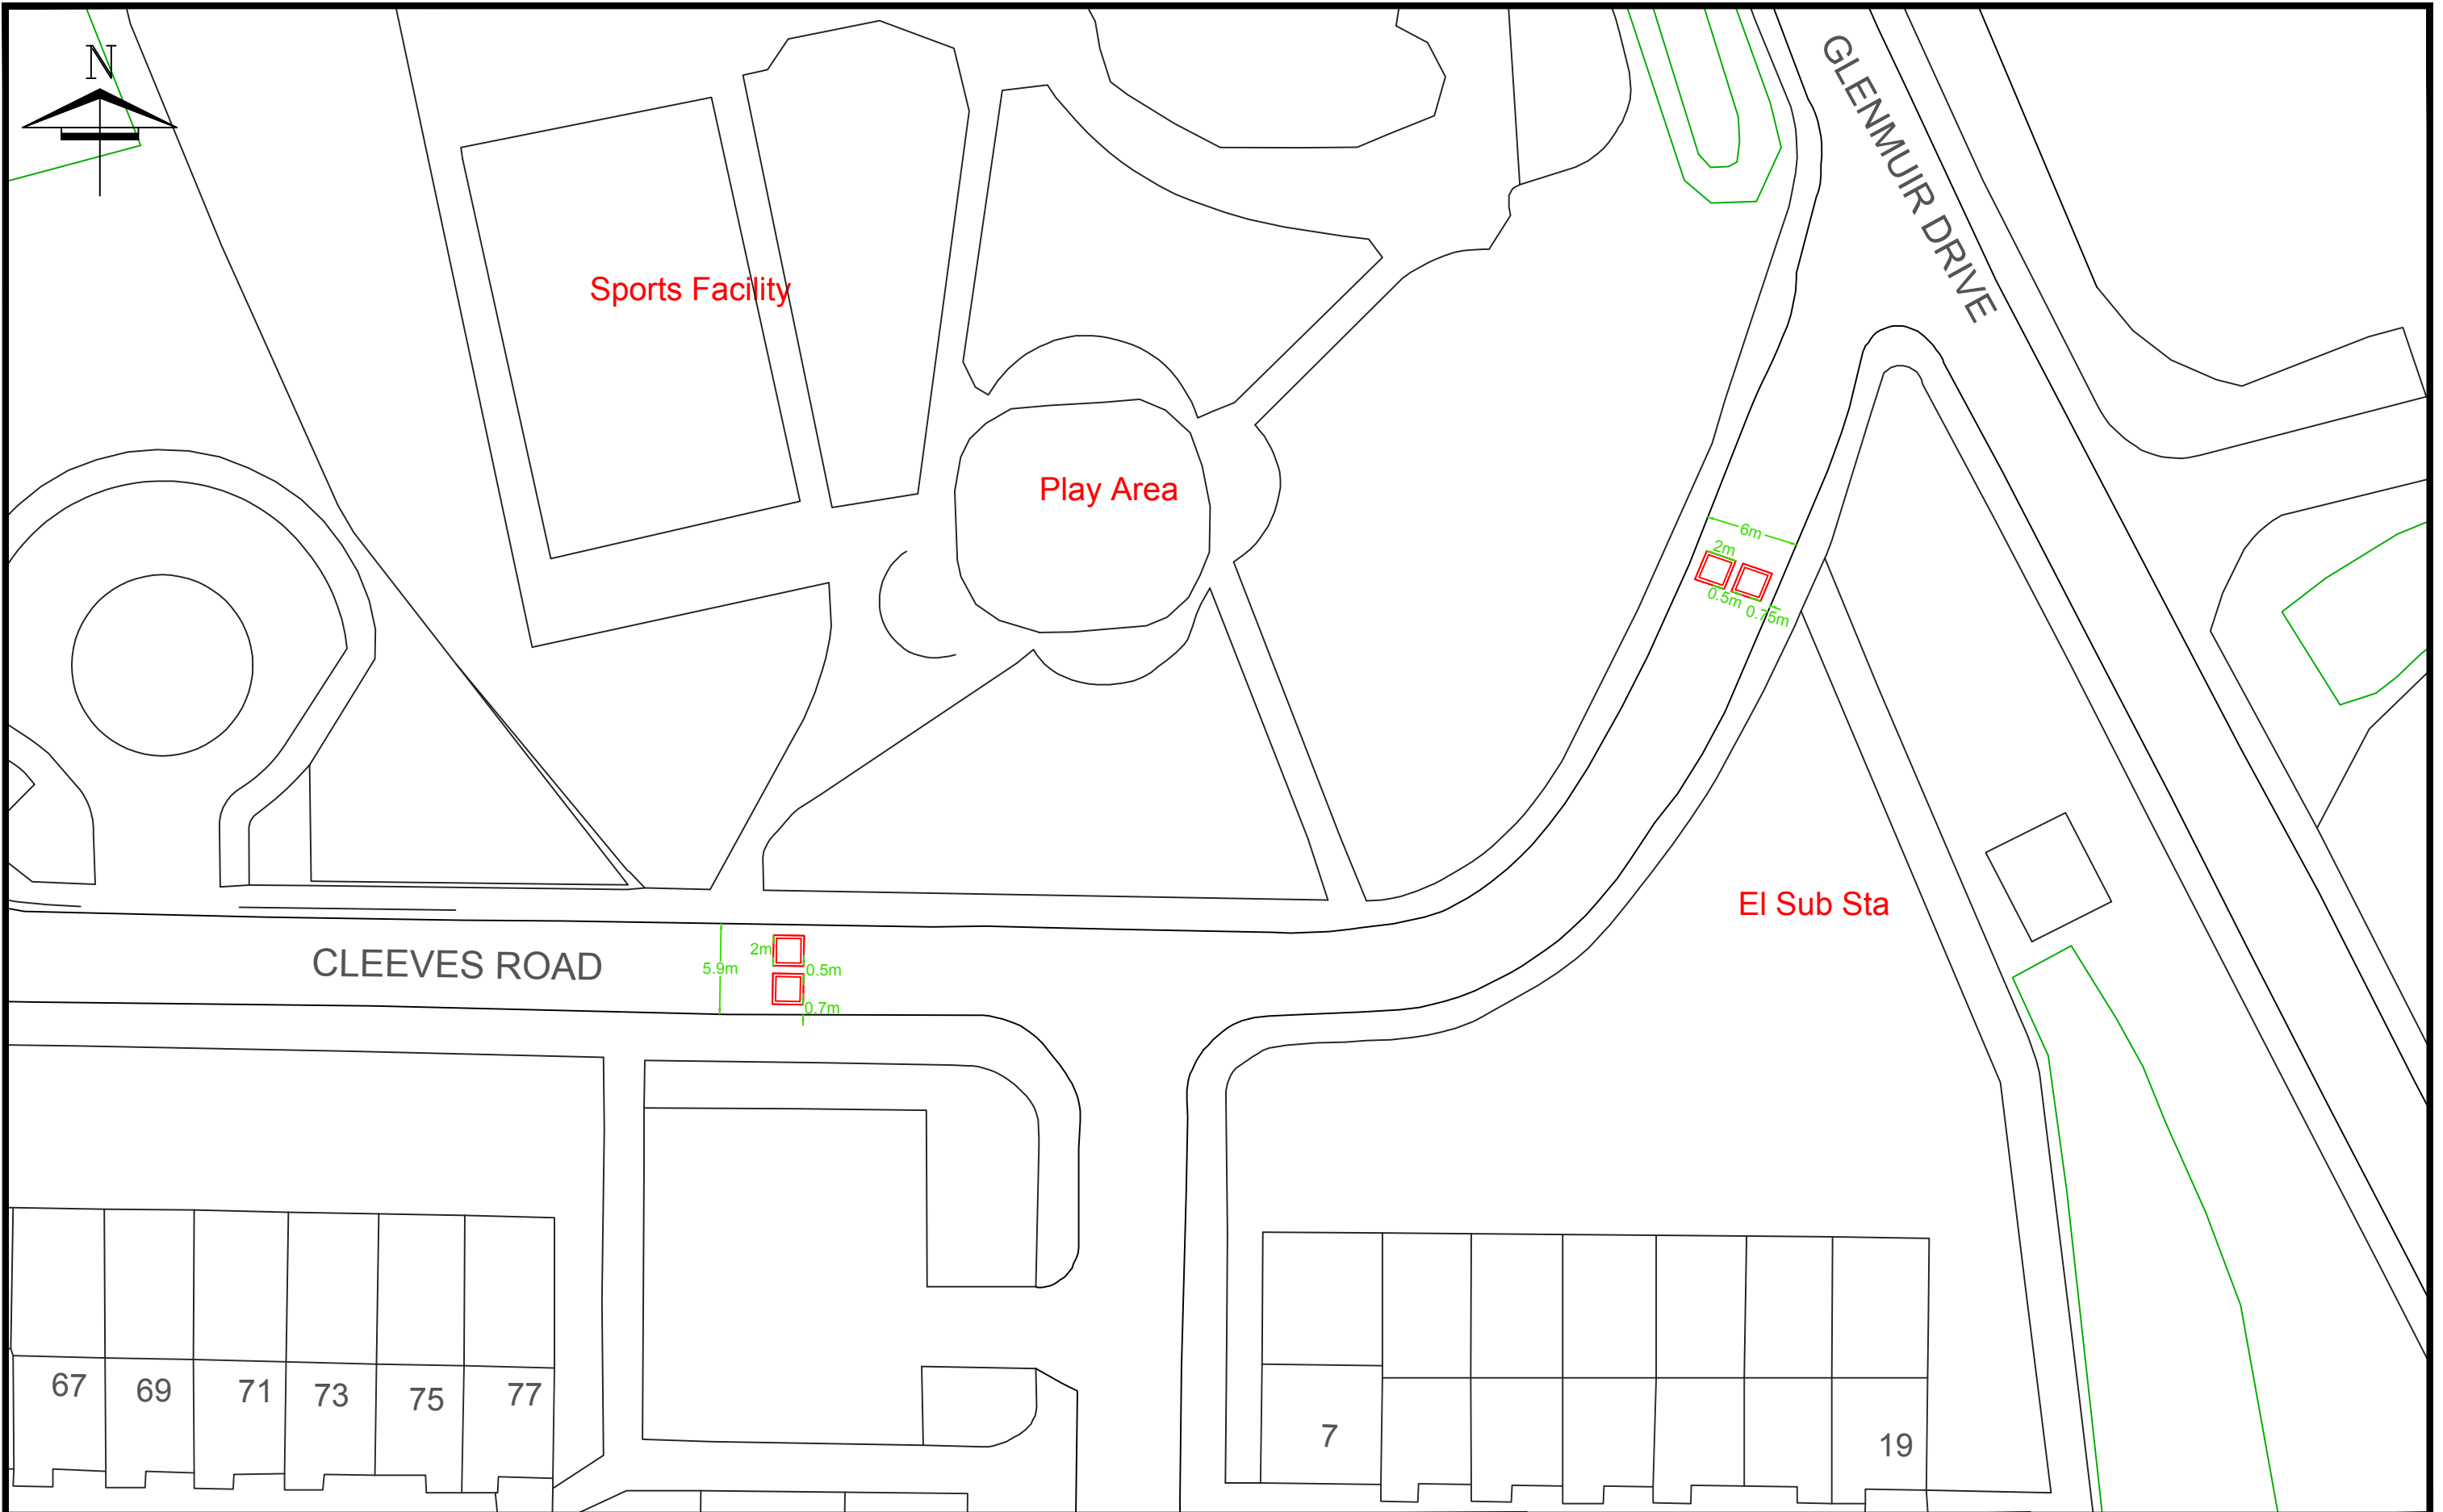 N
GLENMUIR DRIVE
Sports Facility
Play Area
6m
2m
0.5m
0.75m
El Sub Sta
CLEEVES ROAD
5.9m
2m
0.5m
0.7m
67
69
71
73
75
77
7
19